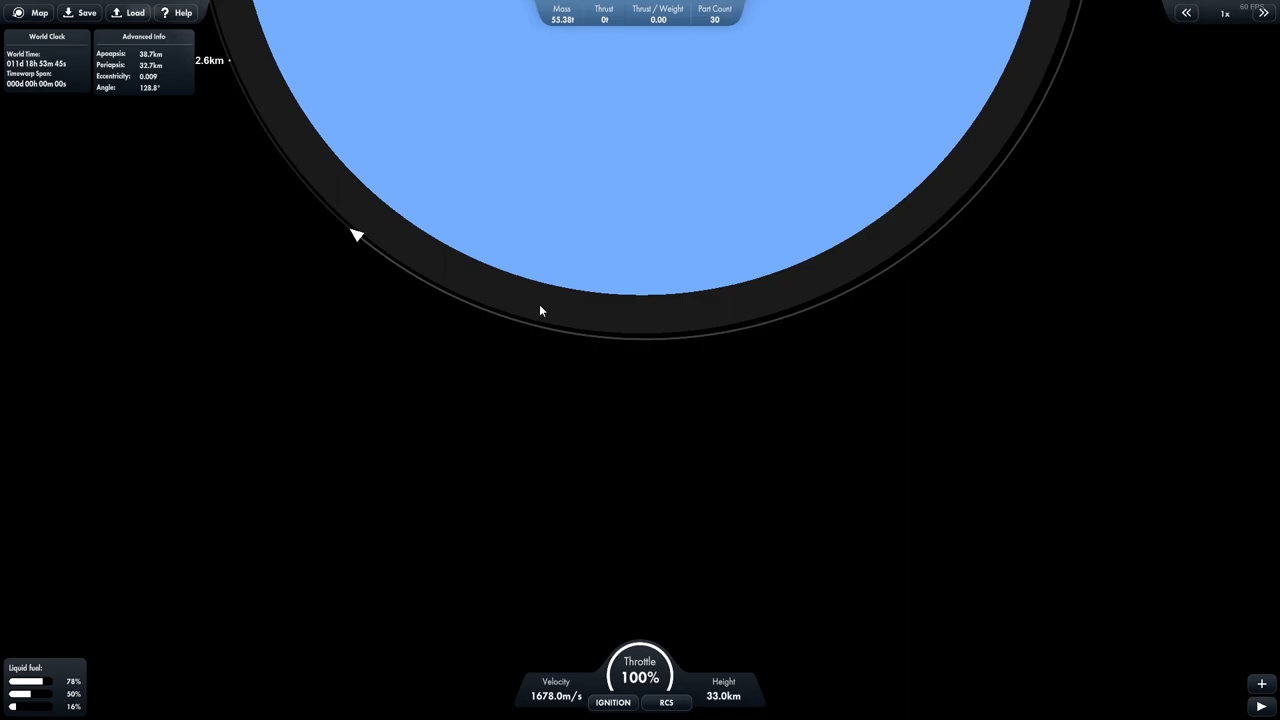 Map
Save
Load
Help
Mass
55.38t
Thrust
0t
Thrust / Weight
0.00
Part Count
30
1x
60 FPS
World Clock
World Time:
011d 18h 53m 45s
Timewarp Span:
000d 00h 00m 00s
Advanced Info
Apoapsis: 38.7km
Periapsis: 32.7km
Eccentricity: 0.009
Angle: 128.8°
2.6km
Liquid fuel:
78%
50%
16%
Throttle
100%
Velocity
1678.0m/s
IGNITION
RCS
Height
33.0km